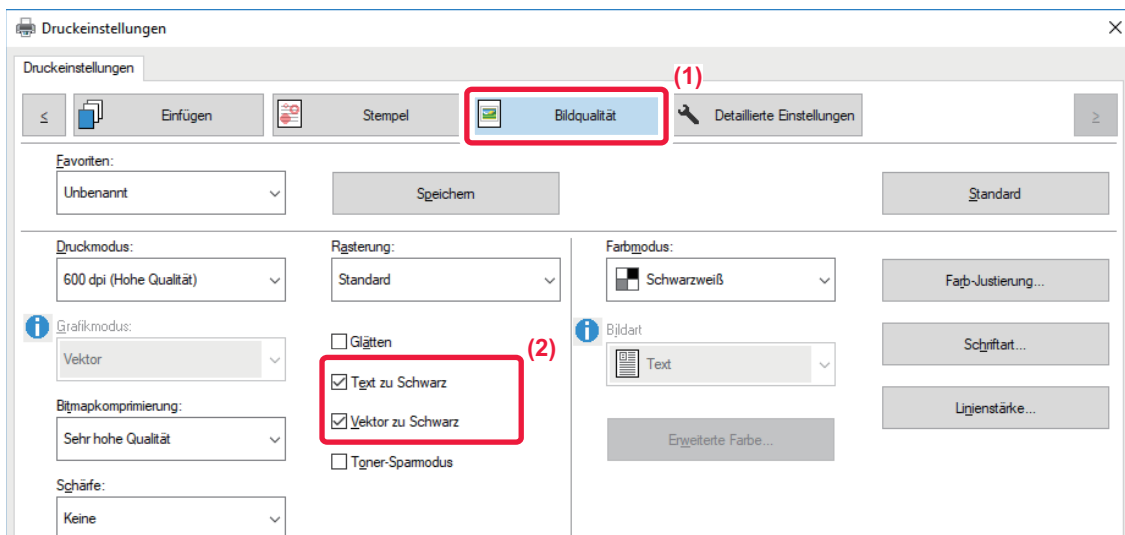 Druckeinstellungen
Druckeinstellungen
(1)
< Einfügen Stempel Bildqualität Detaillierte Einstellungen >
Favoriten:
Unbenannt Speichern Standard
Druckmodus: Rasterung: Farbmodus:
600 dpi (Hohe Qualität) Standard Schwarzweiß Farb-Justierung...
Grafikmodus: Glätten (2) Bildart Schriftart...
Vektor Text zu Schwarz Text
Bitmapkomprimierung: Vektor zu Schwarz Linienstärke...
Sehr hohe Qualität Toner-Sparmodus Erweiterte Farbe...
Schärfe:
Keine